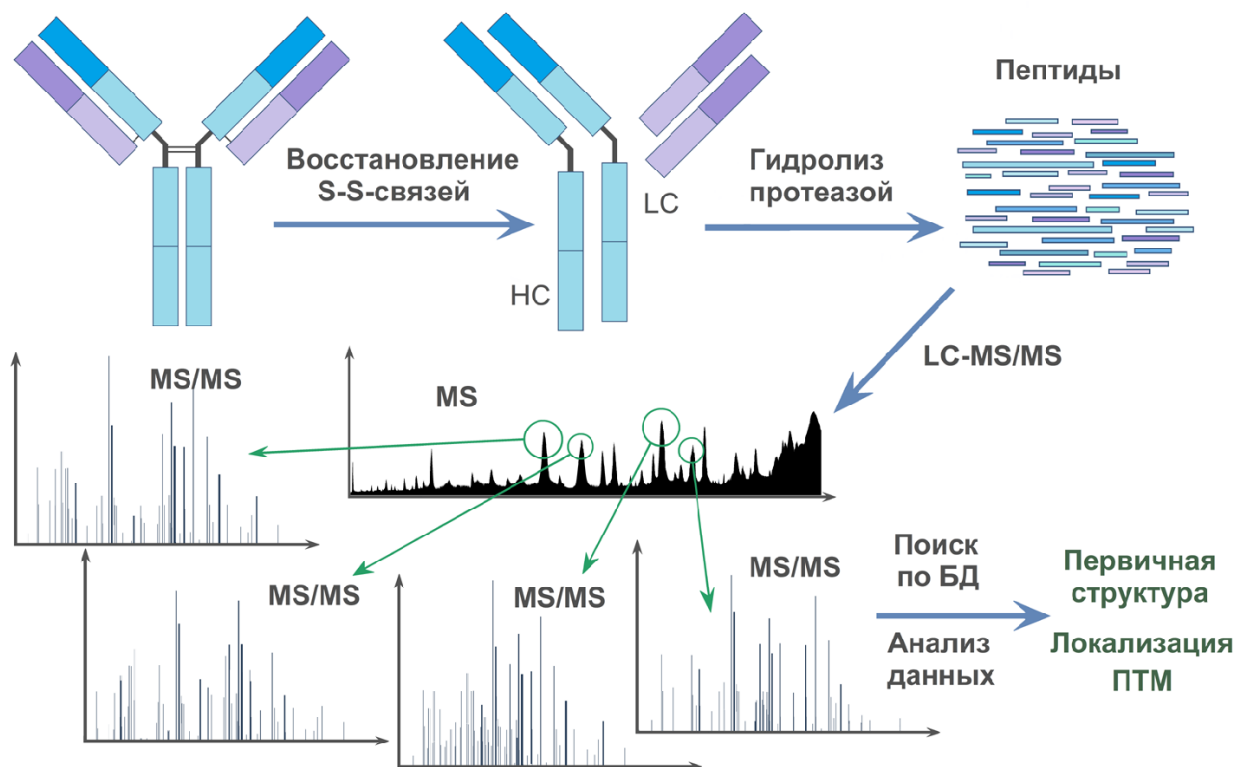 Пептиды
Восстановление
S-S-связей
Гидролиз
протеазой
LC
HC
LC-MS/MS
MS/MS
MS
MS/MS
MS/MS
MS/MS
Поиск
по БД
Анализ
данных
Первичная
структура
Локализация
ПТМ